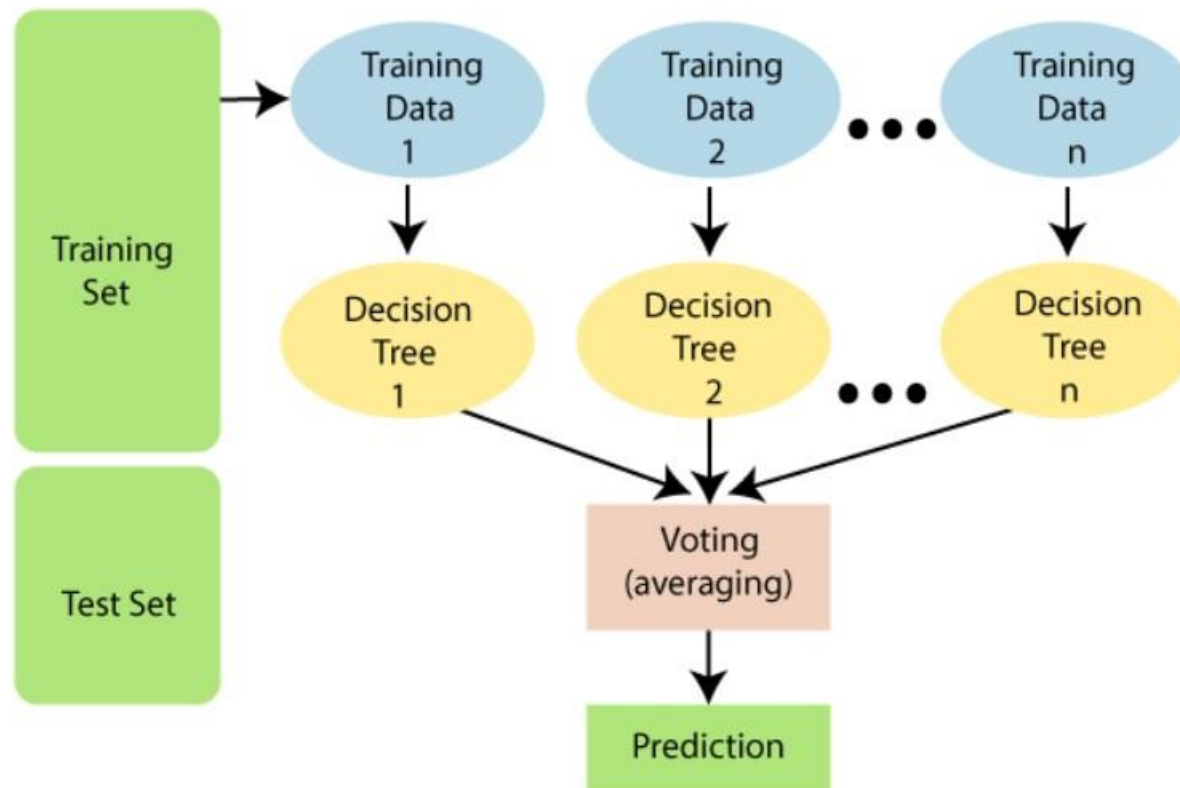 Training
Set
Training
Data
1
Training
Data
2
Training
Data
n
Decision
Tree
1
Decision
Tree
2
Decision
Tree
n
Test Set
Voting
(averaging)
Prediction